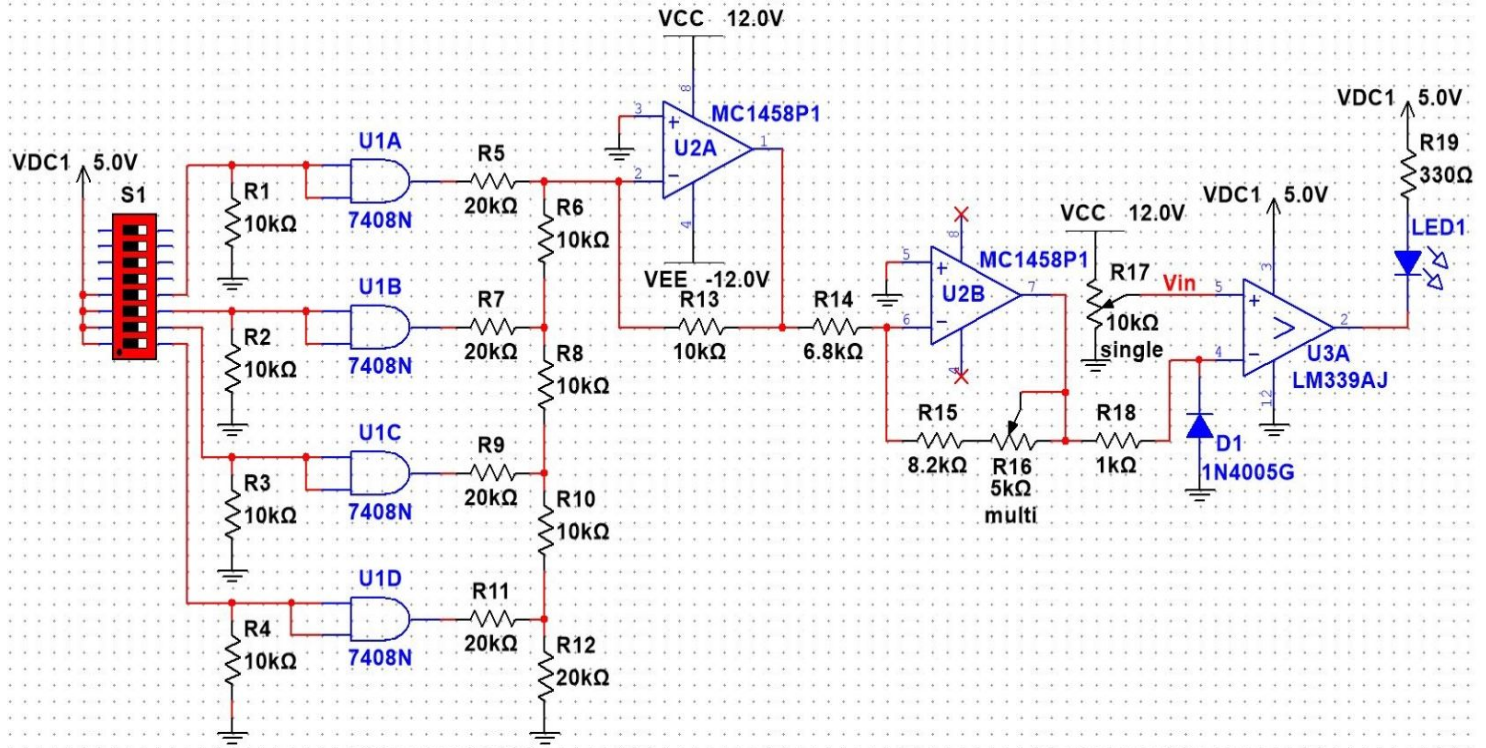 VCC 12.0V
3
8
MC1458P1
U2A
1
2
4
VEE -12.0V
VDC1 5.0V
S1
U1A
R1
10kΩ
7408N
R5
20kΩ
R6
10kΩ
U1B
R2
10kΩ
7408N
R7
20kΩ
R8
10kΩ
U1C
R3
10kΩ
7408N
R9
20kΩ
R10
10kΩ
U1D
R4
10kΩ
7408N
R11
20kΩ
R12
20kΩ
R13
10kΩ
R14
6.8kΩ
5
8
MC1458P1
U2B
7
6
4
R15
8.2kΩ
R16
5kΩ
multi
VCC 12.0V
R17
10kΩ
single
Vin
R18
1kΩ
D1
1N4005G
VDC1 5.0V
5
3
4
2
12
U3A
LM339AJ
VDC1 5.0V
R19
330Ω
LED1